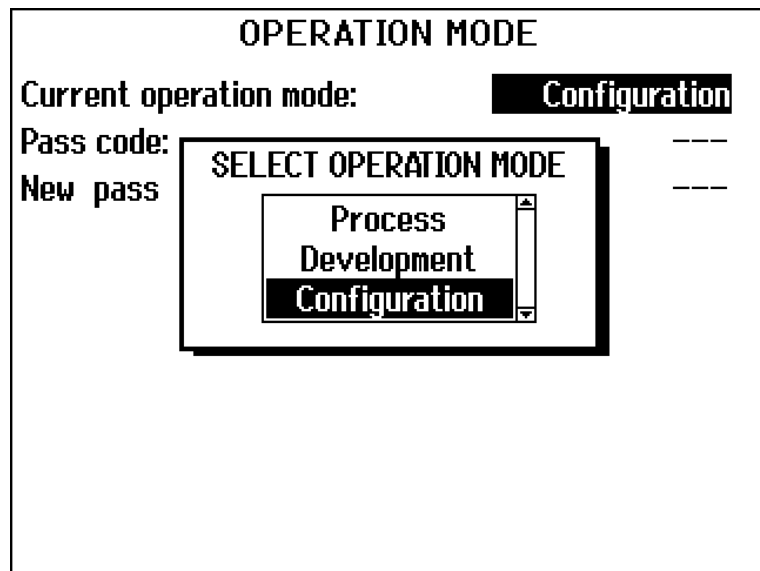 OPERATION MODE
Current operation mode: Configuration
Pass code: ---
New pass ---
SELECT OPERATION MODE
Process
Development
Configuration